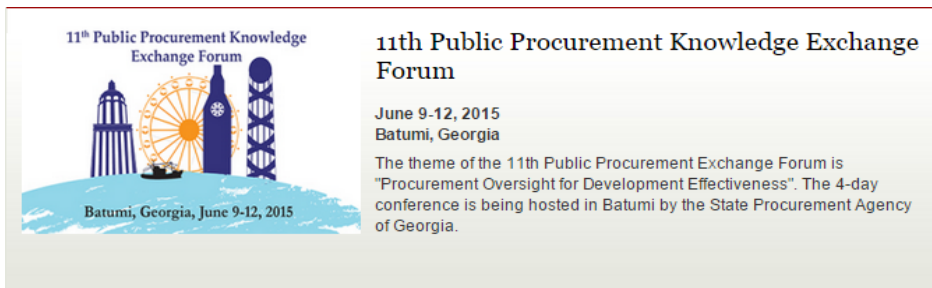 11th Public Procurement Knowledge
Exchange Forum
Batumi, Georgia, June 9-12, 2015
11th Public Procurement Knowledge Exchange
Forum
June 9-12, 2015
Batumi, Georgia
The theme of the 11th Public Procurement Exchange Forum is
"Procurement Oversight for Development Effectiveness". The 4-day
conference is being hosted in Batumi by the State Procurement Agency
of Georgia.